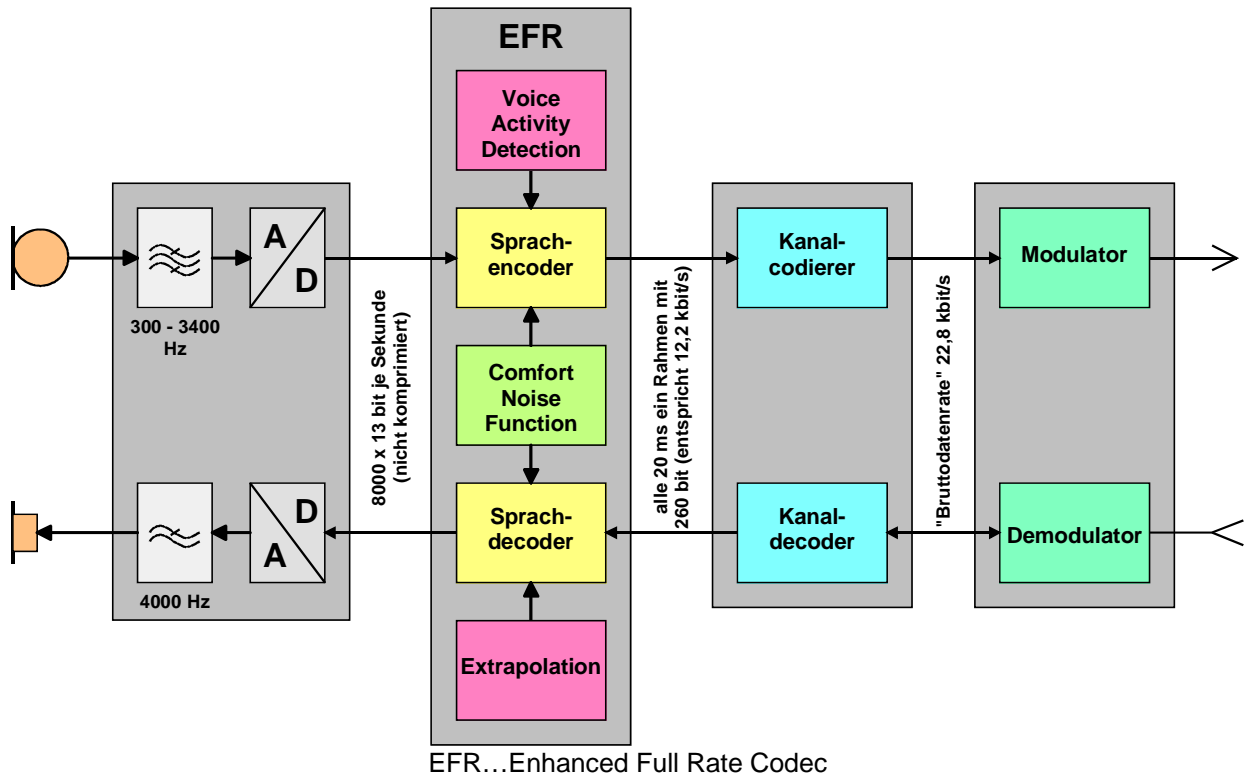 EFR
Voice
Activity
Detection
A
D
300 - 3400
Hz
8000 x 13 bit je Sekunde
(nicht komprimiert)
Sprach-
encoder
Comfort
Noise
Function
alle 20 ms ein Rahmen mit
260 bit (entspricht 12,2 kbit/s)
Kanal-
codierer
"Bruttodatenrate" 22,8 kbit/s
Modulator
D
A
4000 Hz
Sprach-
decoder
Kanal-
decoder
Demodulator
Extrapolation
EFR…Enhanced Full Rate Codec